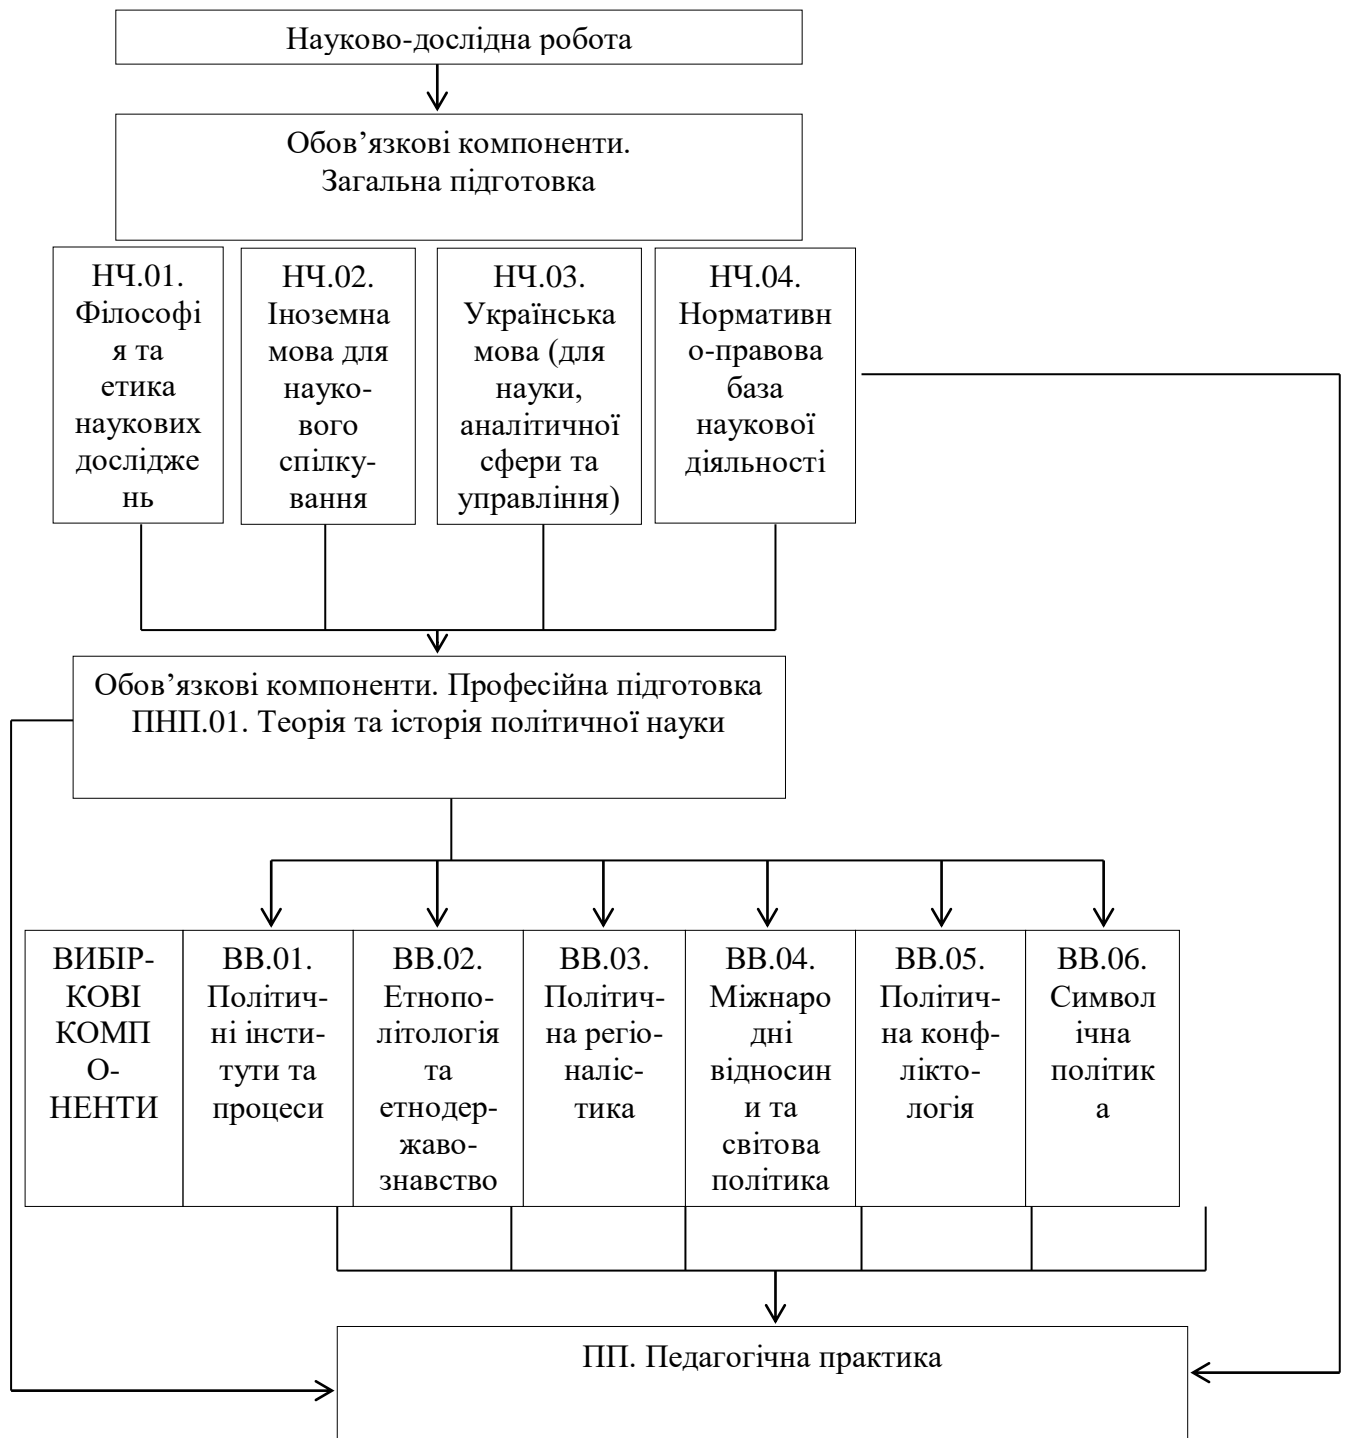 Науково-дослідна робота
Обов’язкові компоненти.
Загальна підготовка
НЧ.01.
Філософі
я та
етика
наукових
дослідже
нь
НЧ.02.
Іноземна
мова для
науко-
вого
спілку-
вання
НЧ.03.
Українська
мова (для
науки,
аналітичної
сфери та
управління)
НЧ.04.
Нормативн
о-правова
база
наукової
діяльності
Обов’язкові компоненти. Професійна підготовка
ПНП.01. Теорія та історія політичної науки
ВИБІР-
КОВІ
КОМП
О-
НЕНТИ
ВВ.01.
Політич-
ні інсти-
тути та
процеси
ВВ.02.
Етнопо-
літологія
та
етнодер-
жаво-
знавство
ВВ.03.
Політич-
на регіо-
наліс-
тика
ВВ.04.
Міжнаро
дні
відносин
и та
світова
політика
ВВ.05.
Політич-
на конф-
лікто-
логія
ВВ.06.
Символ
ічна
політик
а
ПП. Педагогічна практика